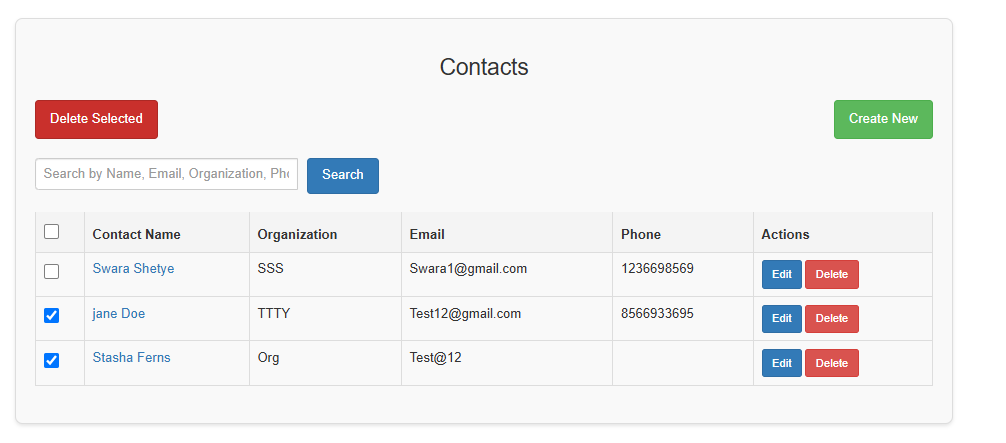 Contacts
Delete Selected Create New
Search by Name, Email, Organization, Pho Search
Contact Name Organization Email Phone Actions
Swara Shetye SSS Swara1@gmail.com 1236698569 Edit Delete
jane Doe TTTY Test12@gmail.com 8566933695 Edit Delete
Stasha Ferns Org Test@12 Edit Delete